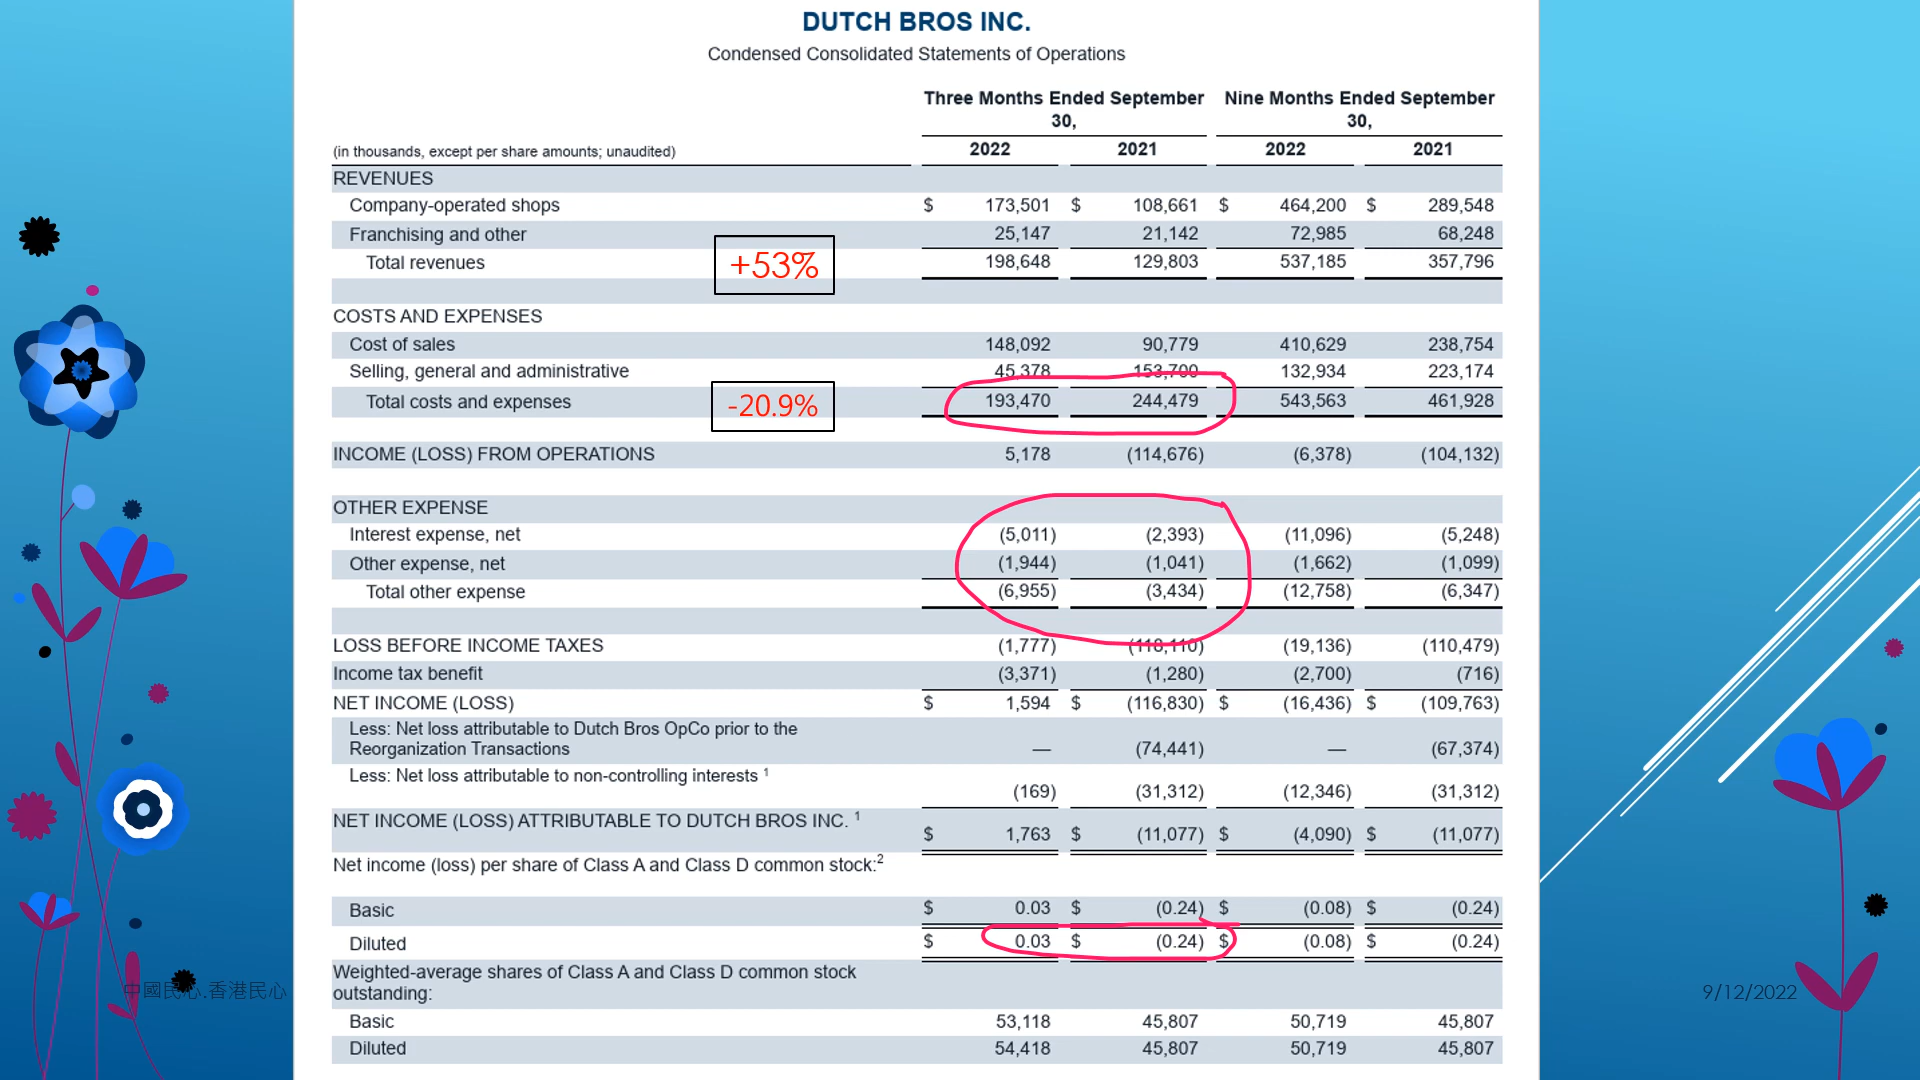 DUTCH BROS INC.
Condensed Consolidated Statements of Operations
Three Months Ended September 30, Nine Months Ended September 30,
(in thousands, except per share amounts; unaudited) 2022 2021 2022 2021
REVENUES
Company-operated shops $ 173,501 $ 108,661 $ 464,200 $ 289,548
Franchising and other 25,147 21,142 72,985 68,248
Total revenues +53% 198,648 129,803 537,185 357,796
COSTS AND EXPENSES
Cost of sales 148,092 90,779 410,629 238,754
Selling, general and administrative 45,378 153,700 132,934 223,174
Total costs and expenses -20.9% 193,470 244,479 543,563 461,928
INCOME (LOSS) FROM OPERATIONS 5,178 (114,676) (6,378) (104,132)
OTHER EXPENSE
Interest expense, net (5,011) (2,393) (11,096) (5,248)
Other expense, net (1,944) (1,041) (1,662) (1,099)
Total other expense (6,955) (3,434) (12,758) (6,347)
LOSS BEFORE INCOME TAXES (1,777) (118,110) (19,136) (110,479)
Income tax benefit (3,371) (1,280) (2,700) (716)
NET INCOME (LOSS) $ 1,594 $ (116,830) $ (16,436) $ (109,763)
Less: Net loss attributable to Dutch Bros OpCo prior to the
Reorganization Transactions — (74,441) — (67,374)
Less: Net loss attributable to non-controlling interests 1 (169) (31,312) (12,346) (31,312)
NET INCOME (LOSS) ATTRIBUTABLE TO DUTCH BROS INC. 1 $ 1,763 $ (11,077) $ (4,090) $ (11,077)
Net income (loss) per share of Class A and Class D common stock:2
Basic $ 0.03 $ (0.24) $ (0.08) $ (0.24)
Diluted $ 0.03 $ (0.24) $ (0.08) $ (0.24)
Weighted-average shares of Class A and Class D common stock
outstanding:
Basic 53,118 45,807 50,719 45,807
Diluted 54,418 45,807 50,719 45,807
中國民心.香港民心
9/12/2022